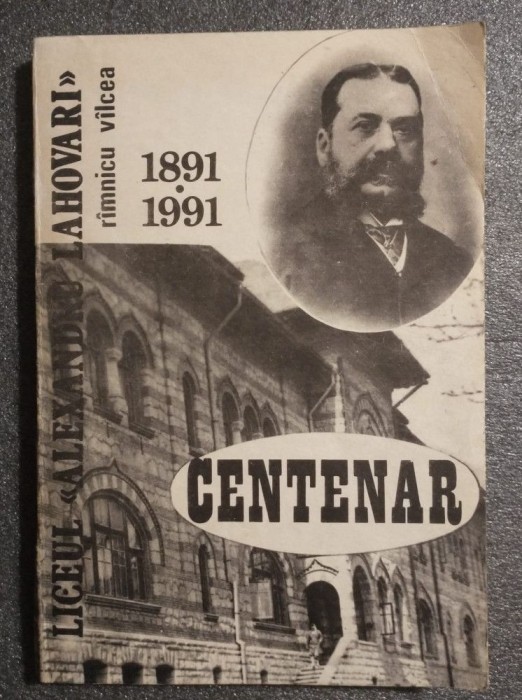 LICEUL «ALEXANDRU LAHOVARI»
rîmnicu vîlcea
1891
1991
CENTENAR